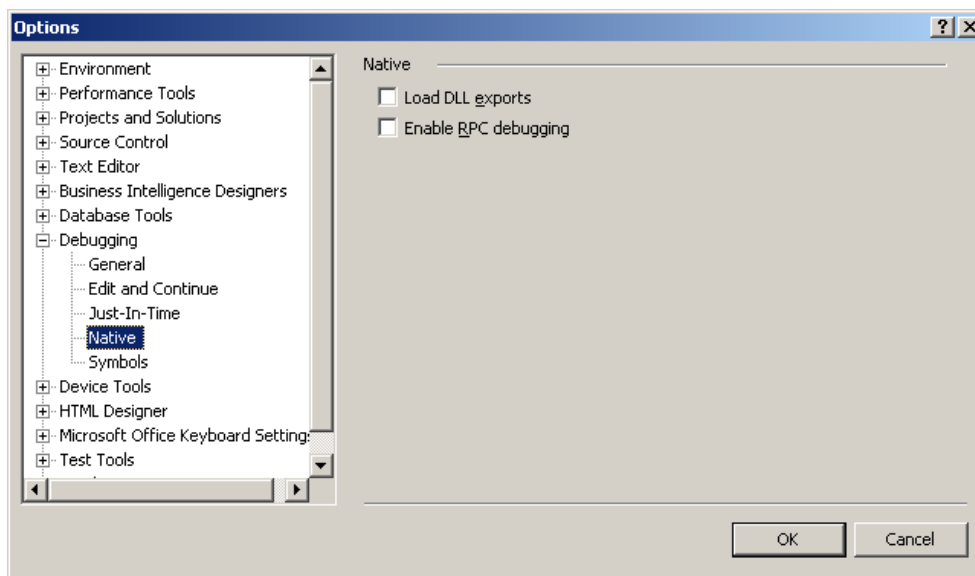 Options
Environment
Performance Tools
Projects and Solutions
Source Control
Text Editor
Business Intelligence Designers
Database Tools
Debugging
General
Edit and Continue
Just-In-Time
Native
Symbols
Device Tools
HTML Designer
Microsoft Office Keyboard Setting
Test Tools
Native
Load DLL exports
Enable RPC debugging
OK
Cancel